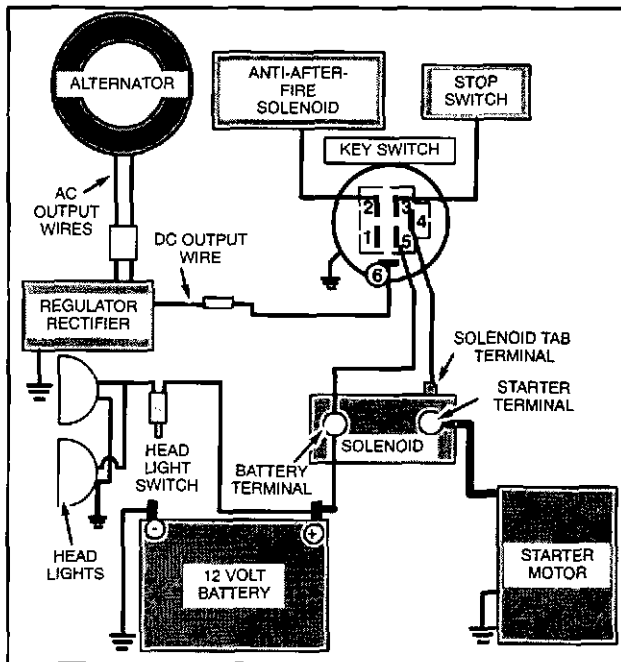 ALTERNATOR
ANTI-AFTER-
FIRE
SOLENOID
STOP
SWITCH
KEY SWITCH
AC
OUTPUT
WIRES
DC OUTPUT
WIRE
2
3
4
1
5
6
REGULATOR
RECTIFIER
SOLENOID TAB
TERMINAL
STARTER
TERMINAL
SOLENOID
HEAD
LIGHT
SWITCH
BATTERY
TERMINAL
HEAD
LIGHTS
-
+
12 VOLT
BATTERY
STARTER
MOTOR